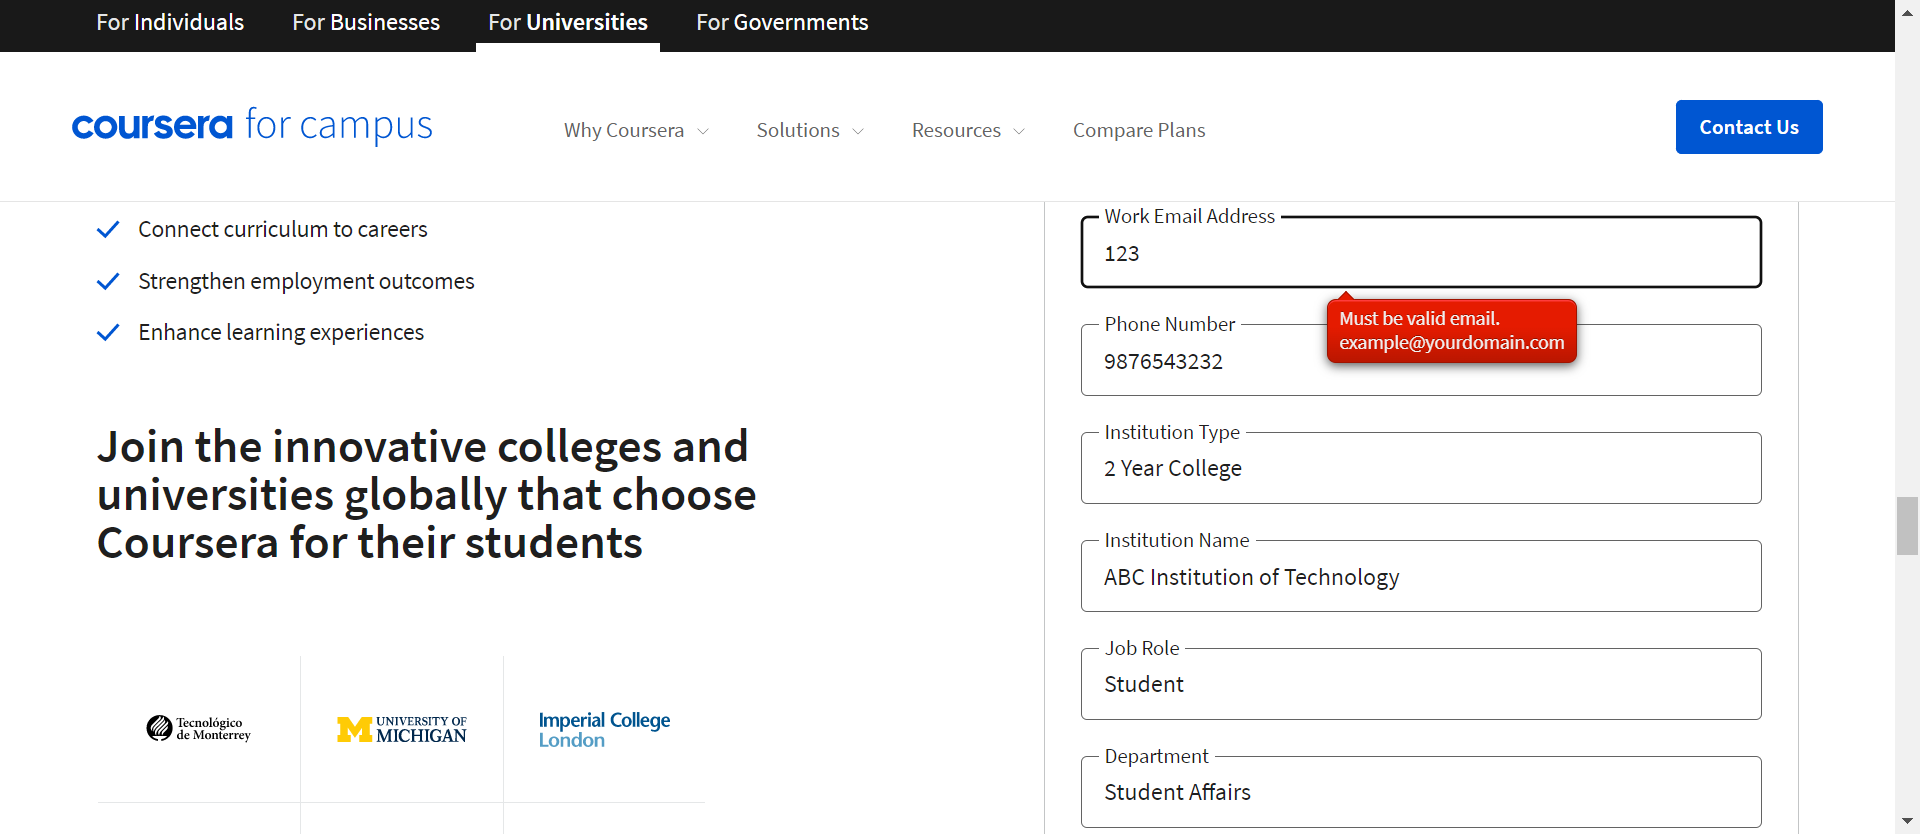 For Individuals
For Businesses
For Universities
For Governments
coursera for campus
Why Coursera
Solutions
Resources
Compare Plans
Contact Us
Connect curriculum to careers
Strengthen employment outcomes
Enhance learning experiences
Join the innovative colleges and
universities globally that choose
Coursera for their students
Tecnológico
de Monterrey
M UNIVERSITY OF
MICHIGAN
Imperial College
London
Work Email Address
123
Must be valid email.
example@yourdomain.com
Phone Number
9876543232
Institution Type
2 Year College
Institution Name
ABC Institution of Technology
Job Role
Student
Department
Student Affairs